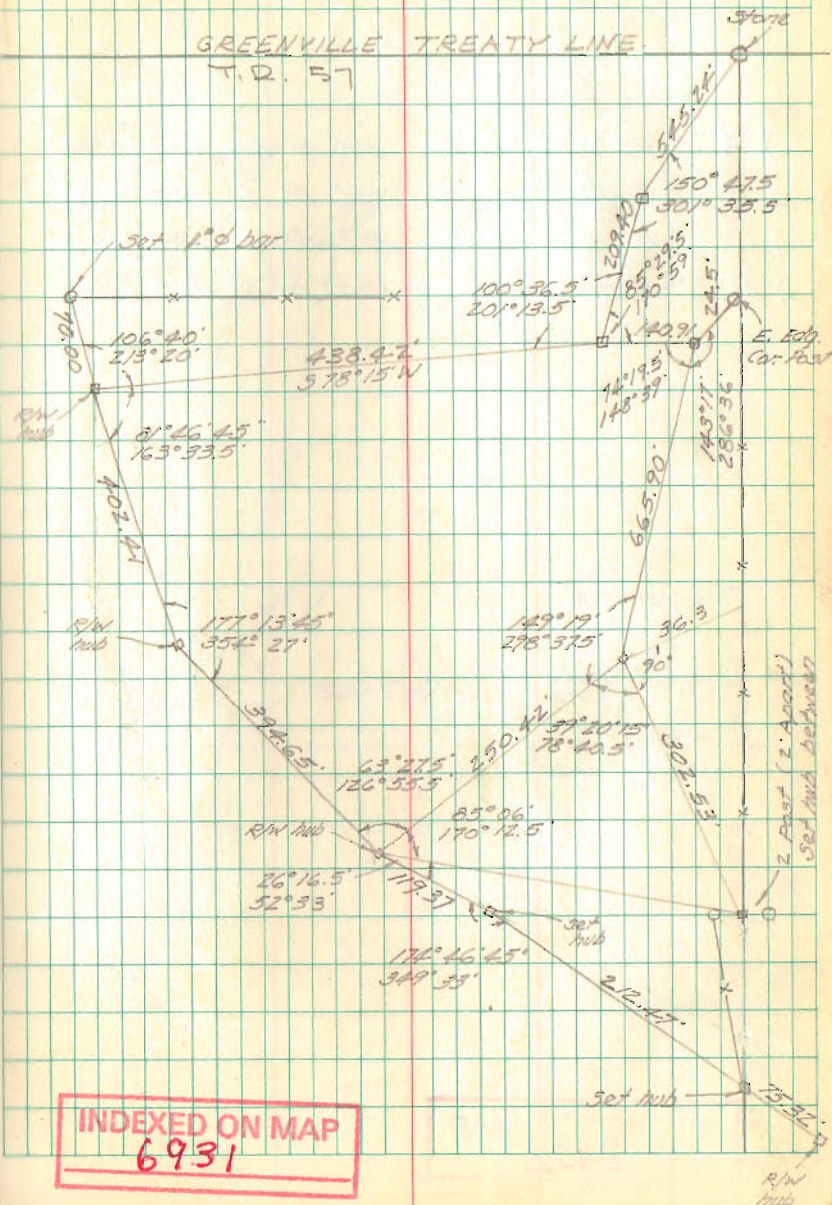 Stone
GREENVILLE TREATY LINE
T.R. 57
545.24'
150° 47.5
301° 35.5'
209.40
Set 1"φ bar
100° 36.5'
201° 13.5'
85° 29.5'
170° 59
24.5'
70.00
106° 40'
213° 20'
140.91
E. Edg.
Cor. Post
438.42'
S 78° 15' W
74° 19.5'
148° 39'
143° 17'
286° 36'
R/W
hub
81° 46' 45"
163° 33.5'
402.41
665.90'
R/W
hub
177° 13' 45"
354° 27'
149° 19'
298° 37.5'
36.3
90°
394.65'
250.42'
39° 20' 15"
78° 40.5'
302.53'
63° 27.5'
126° 55.5'
2 Post (2' Apart)
Set hub between
R/W hub
85° 06'
170° 12.5'
26° 16.5'
52° 33'
119.37
set
hub
174° 46' 45"
349° 33'
212.47'
Set hub
75.32'
INDEXED ON MAP
6931
R/W
hub